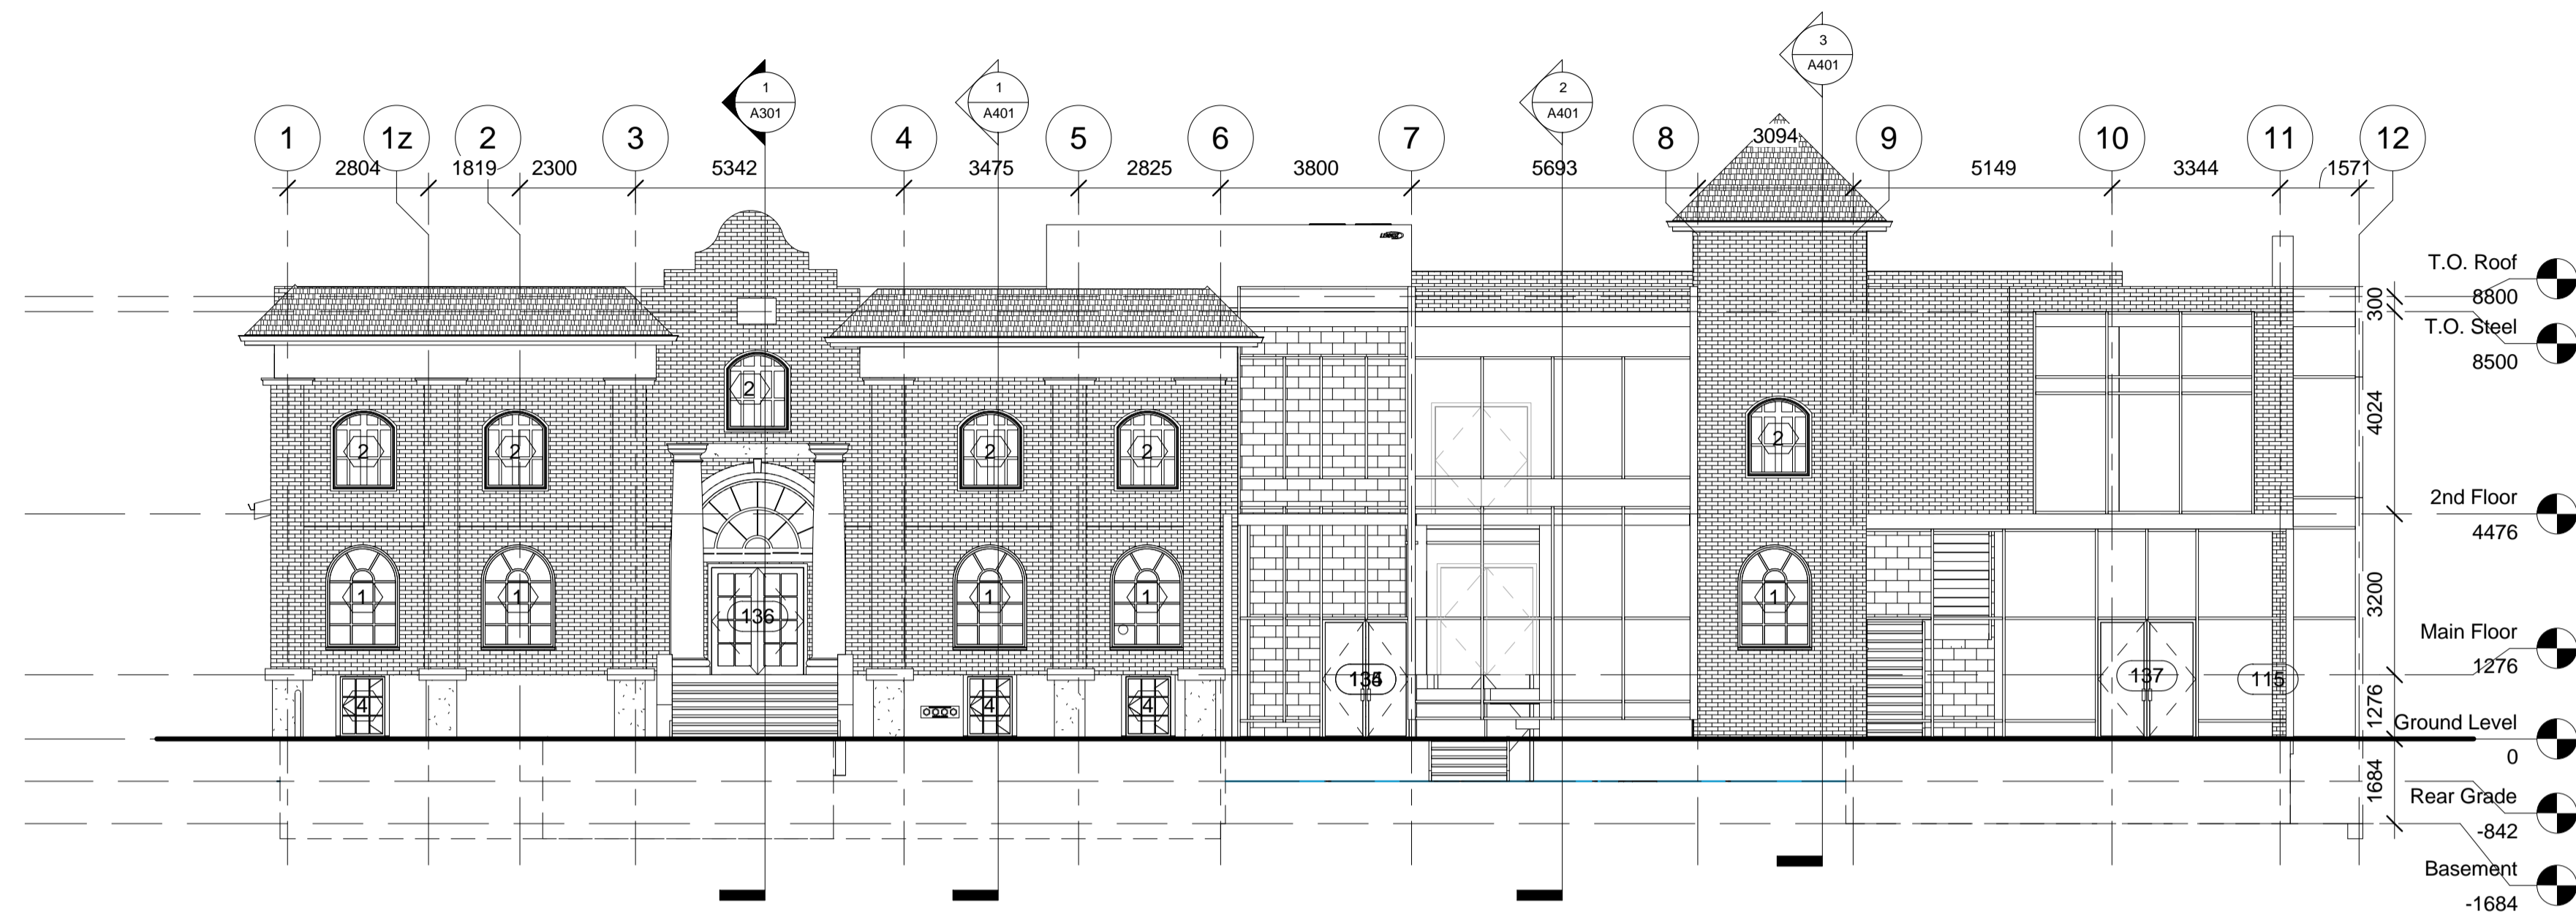 3
A401
1
A301
1
A401
2
A401
1 1z 2 3 4 5 6 7 8 9 10 11 12
2804 1819 2300 5342 3475 2825 3800 5693 3094 5149 3344 1571
LENNOX
T.O. Roof
8800
300
T.O. Steel
8500
4024
2 2 2 2 2 2
2nd Floor
4476
3200
1 1 1 1 1
136
Main Floor
1276
137 115
1276
4 4 4
Ground Level
0
1684
Rear Grade
-842
Basement
-1684